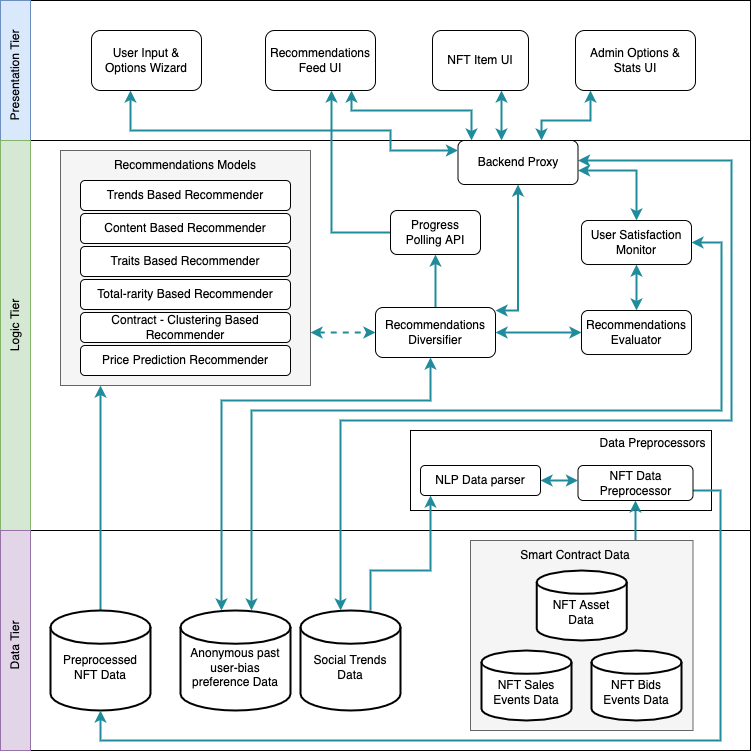 Presentation Tier
User Input &
Options Wizard
Recommendations
Feed UI
NFT Item UI
Admin Options &
Stats UI
Logic Tier
Recommendations Models
Trends Based Recommender
Content Based Recommender
Traits Based Recommender
Total-rarity Based Recommender
Contract - Clustering Based
Recommender
Price Prediction Recommender
Backend Proxy
Progress
Polling API
User Satisfaction
Monitor
Recommendations
Diversifier
Recommendations
Evaluator
Data Preprocessors
NLP Data parser
NFT Data
Preprocessor
Data Tier
Preprocessed
NFT Data
Anonymous past
user-bias
preference Data
Social Trends
Data
Smart Contract Data
NFT Asset
Data
NFT Sales
Events Data
NFT Bids
Events Data